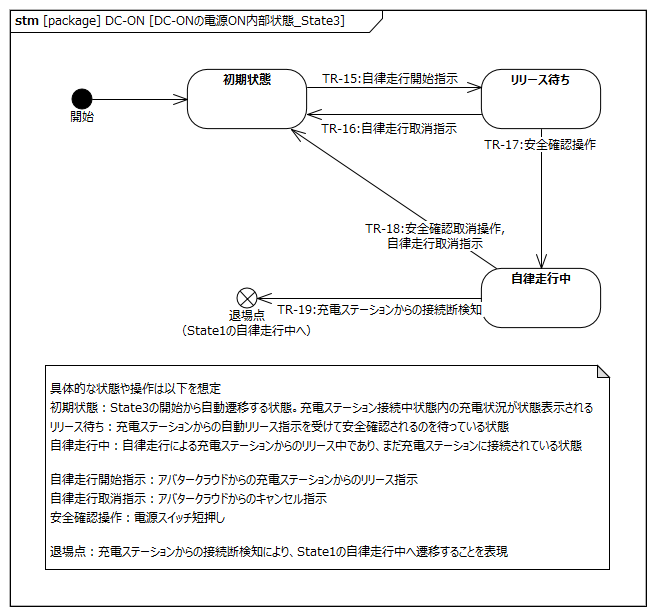 stm [package] DC-ON [DC-ONの電源ON内部状態_State3]
初期状態
TR-15:自律走行開始指示
リリース待ち
開始
TR-16:自律走行取消指示
TR-17:安全確認操作
TR-18:安全確認取消操作,
自律走行取消指示
自律走行中
TR-19:充電ステーションからの接続断検知
退場点
（State1の自律走行中へ）
具体的な状態や操作は以下を想定
初期状態：State3の開始から自動遷移する状態。充電ステーション接続中状態内の充電状況が状態表示される
リリース待ち：充電ステーションからの自動リリース指示を受けて安全確認されるのを待っている状態
自律走行中：自律走行による充電ステーションからのリリース中であり、まだ充電ステーションに接続されている状態
自律走行開始指示：アバタークラウドからの充電ステーションからのリリース指示
自律走行取消指示：アバタークラウドからのキャンセル指示
安全確認操作：電源スイッチ短押し
退場点：充電ステーションからの接続断検知により、State1の自律走行中へ遷移することを表現